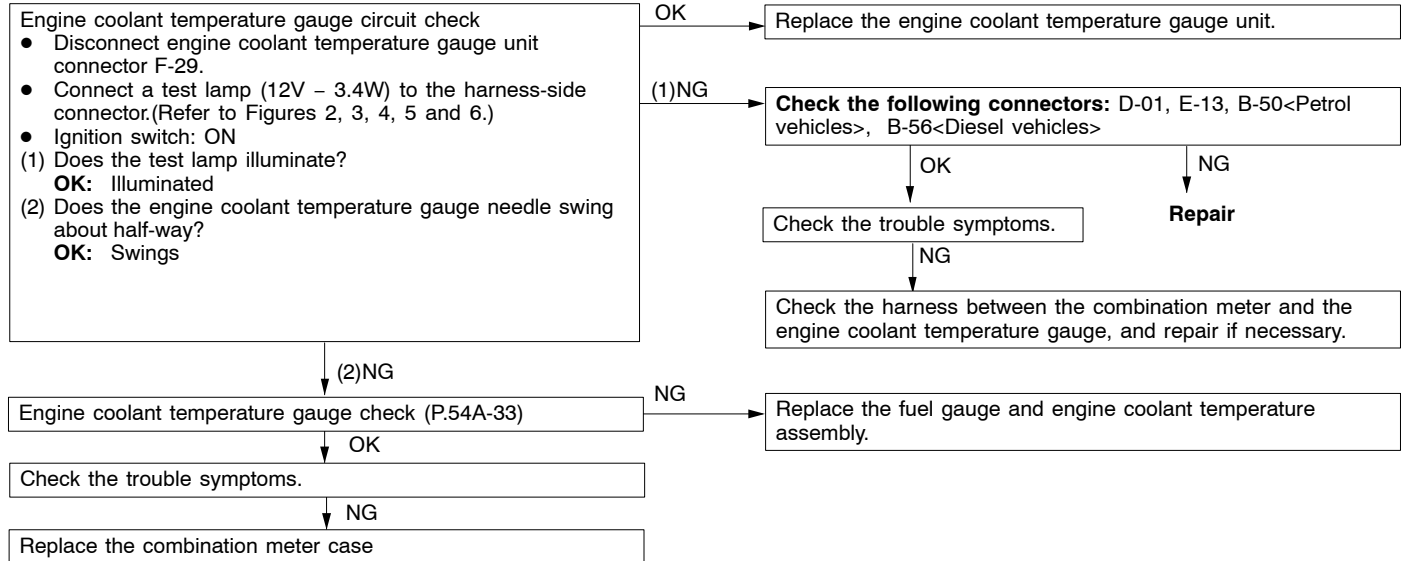 Engine coolant temperature gauge circuit check
● Disconnect engine coolant temperature gauge unit
connector F-29.
● Connect a test lamp (12V – 3.4W) to the harness-side
connector.(Refer to Figures 2, 3, 4, 5 and 6.)
● Ignition switch: ON
(1) Does the test lamp illuminate?
OK: Illuminated
(2) Does the engine coolant temperature gauge needle swing
about half-way?
OK: Swings
OK
Replace the engine coolant temperature gauge unit.
(1)NG
Check the following connectors: D-01, E-13, B-50<Petrol
vehicles>, B-56<Diesel vehicles>
OK
NG
Check the trouble symptoms.
Repair
NG
Check the harness between the combination meter and the
engine coolant temperature gauge, and repair if necessary.
(2)NG
Engine coolant temperature gauge check (P.54A-33)
NG
Replace the fuel gauge and engine coolant temperature
assembly.
OK
Check the trouble symptoms.
NG
Replace the combination meter case